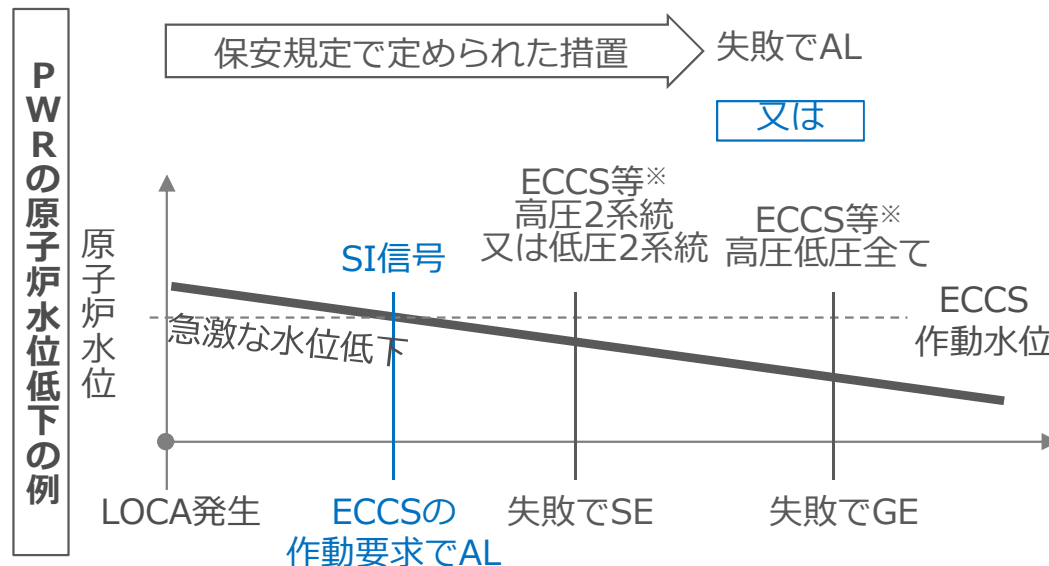 PWRの原子炉水位低下の例
保安規定で定められた措置
失敗でAL
又は
原子炉水位
SI信号
ECCS等※
高圧2系統
又は低圧2系統
ECCS等※
高圧低圧全て
ECCS
作動水位
急激な水位低下
LOCA発生
ECCSの
作動要求でAL
失敗でSE
失敗でGE